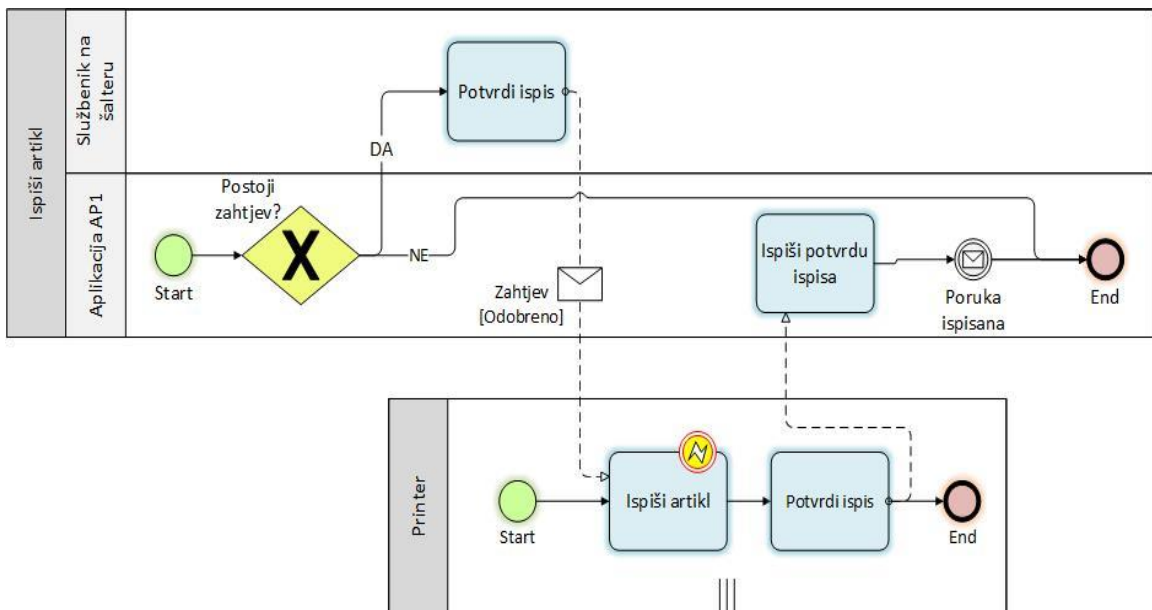 Ispiši artikl
Službenik na
šalteru
Potvrdi ispis
DA
Aplikacija AP1
Postoji
zahtjev?
X
Start
NE
Zahtjev
[Odobreno]
Ispiši potvrdu
ispisa
Poruka
ispisana
End
Printer
Start
Ispiši artikl
Potvrdi ispis
End